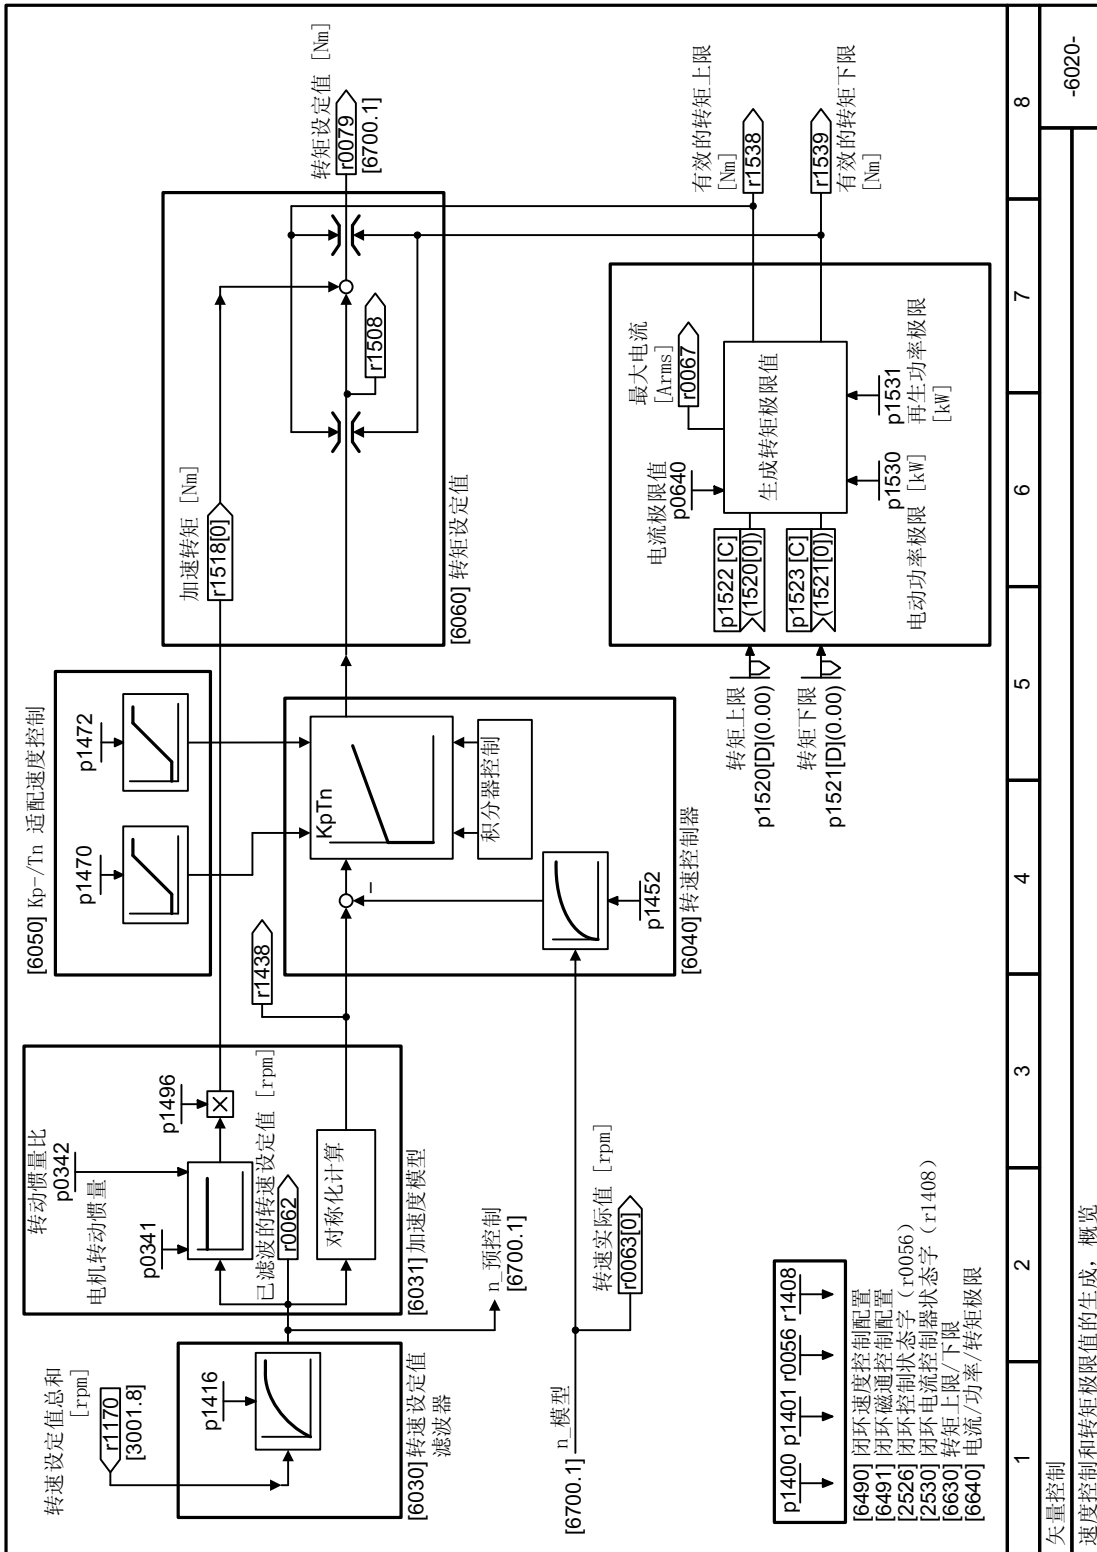 转速设定值总和
[rpm]
r1170
[3001.8]
p1416
[6030] 转速设定值
滤波器
转动惯量比
p0342
电机转动惯量
p0341
p1496
已滤波的转速设定值 [rpm]
r0062
对称化计算
[6031] 加速度模型
n_预控制
[6700.1]
r1438
[6050] Kp-/Tn 适配速度控制
p1470
p1472
KpTn
积分器控制
p1452
[6040] 转速控制器
[6700.1] n_模型
转速实际值 [rpm]
r0063[0]
加速转矩 [Nm]
r1518[0]
r1508
[6060] 转矩设定值
转矩设定值 [Nm]
r0079
[6700.1]
转矩上限
p1520[D](0.00)
转矩下限
p1521[D](0.00)
电流极限值
p0640
最大电流
[Arms]
r0067
p1522 [C]
(1520[0])
p1523 [C]
(1521[0])
生成转矩极限值
p1530
电动功率极限 [kW]
p1531
再生功率极限
[kW]
有效的转矩上限
[Nm]
r1538
r1539
有效的转矩下限
[Nm]
p1400 p1401 r0056 r1408
[6490] 闭环速度控制配置
[6491] 闭环磁通控制配置
[2526] 闭环控制状态字 (r0056)
[2530] 闭环电流控制器状态字 (r1408)
[6630] 转矩上限/下限
[6640] 电流/功率/转矩极限
1 2 3 4 5 6 7 8
矢量控制
速度控制和转矩极限值的生成, 概览
-6020-